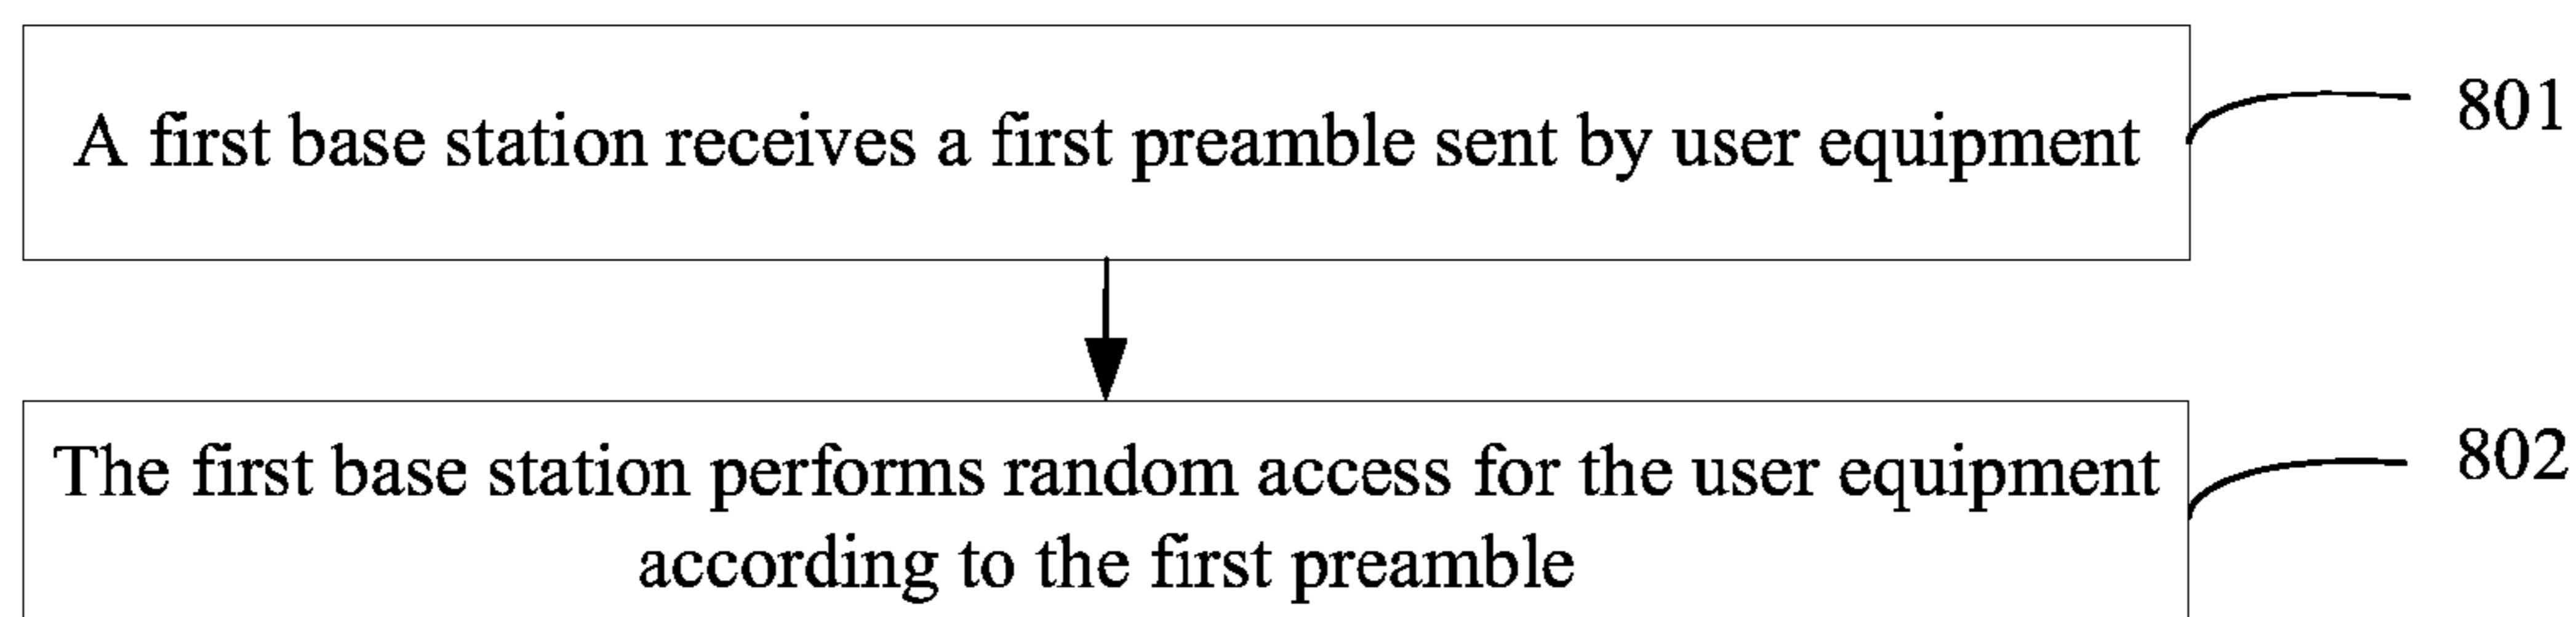 A first base station receives a first preamble sent by user equipment
801
The first base station performs random access for the user equipment
according to the first preamble
802